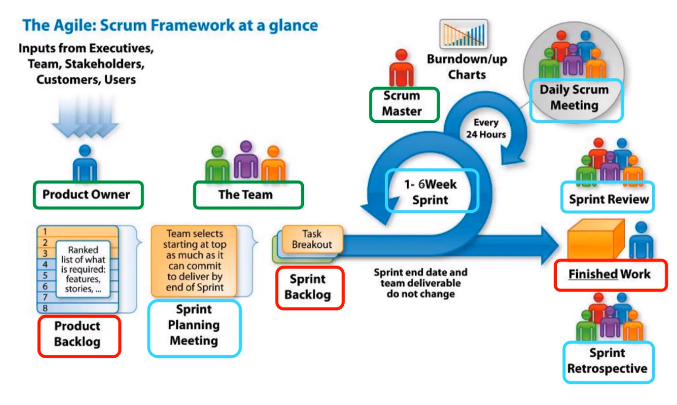 The Agile: Scrum Framework at a glance
Inputs from Executives,
Team, Stakeholders,
Customers, Users
Burndown/up
Charts
Scrum
Master
Daily Scrum
Meeting
Every
24 Hours
Product Owner
The Team
1- 6Week
Sprint
Sprint Review
1
2
3
4
5
6
7
8
Ranked
list of what
is required:
features,
stories, ...
Team selects
starting at top
as much as it
can commit
to deliver by
end of Sprint
Task
Breakout
Sprint end date and
team deliverable
do not change
Finished Work
Product
Backlog
Sprint
Planning
Meeting
Sprint
Backlog
Sprint
Retrospective